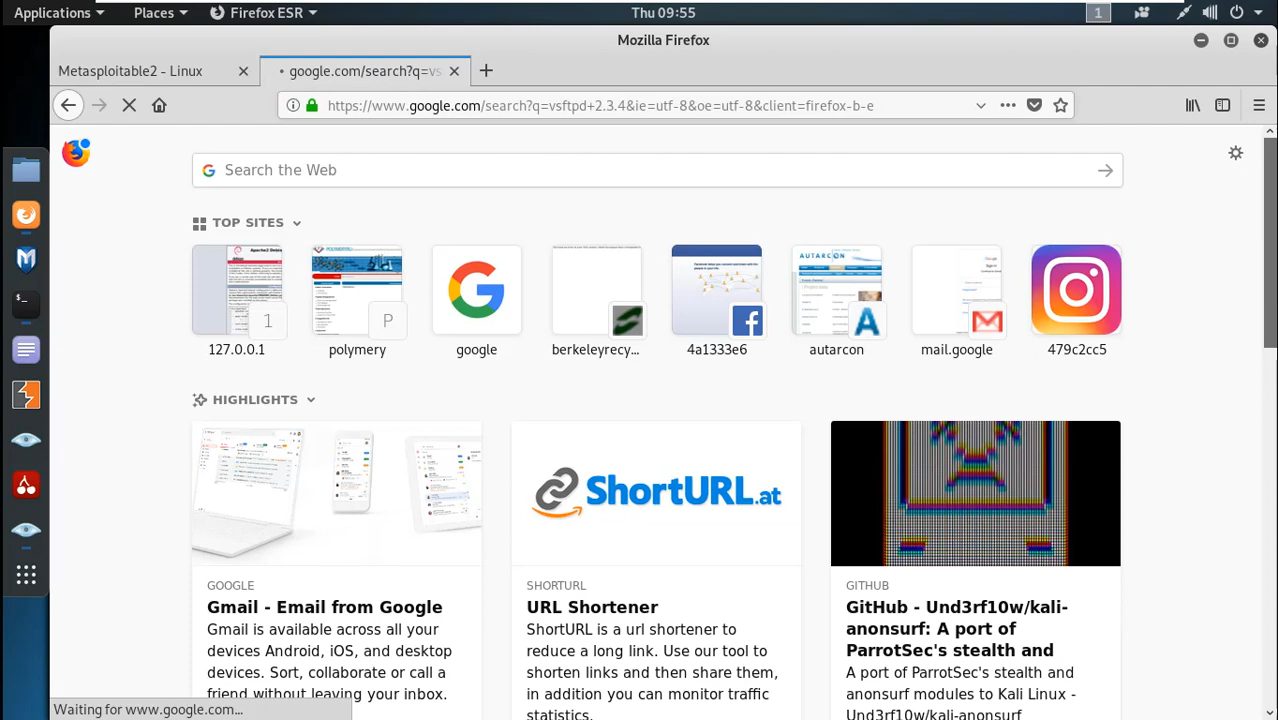 Applications Places Firefox ESR Thu 09:55 1
Mozilla Firefox
Metasploitable2 - Linux google.com/search?q=vs
https://www.google.com/search?q=vsftpd+2.3.4&ie=utf-8&oe=utf-8&client=firefox-b-e
Search the Web
TOP SITES
1 P
127.0.0.1 polymery google berkeleyrecy... 4a1333e6 autarcon mail.google 479c2cc5
HIGHLIGHTS
ShortURL.at
GOOGLE
Gmail - Email from Google
Gmail is available across all your
devices Android, iOS, and desktop
devices. Sort, collaborate or call a
friend without leaving your inbox.
SHORTURL
URL Shortener
ShortURL is a url shortener to
reduce a long link. Use our tool to
shorten links and then share them,
in addition you can monitor traffic
statistics.
GITHUB
GitHub - Und3rf10w/kali-
anonsurf: A port of
ParrotSec's stealth and
A port of ParrotSec's stealth and
anonsurf modules to Kali Linux -
Und3rf10w/kali-anonsurf
Waiting for www.google.com...